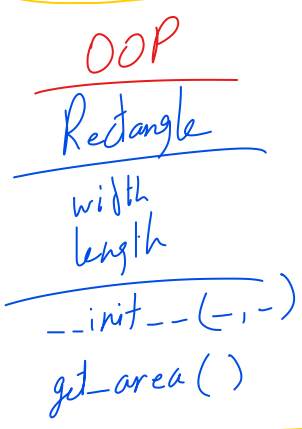 OOP
Rectangle
width
length
__init__(_,_)
get_area()